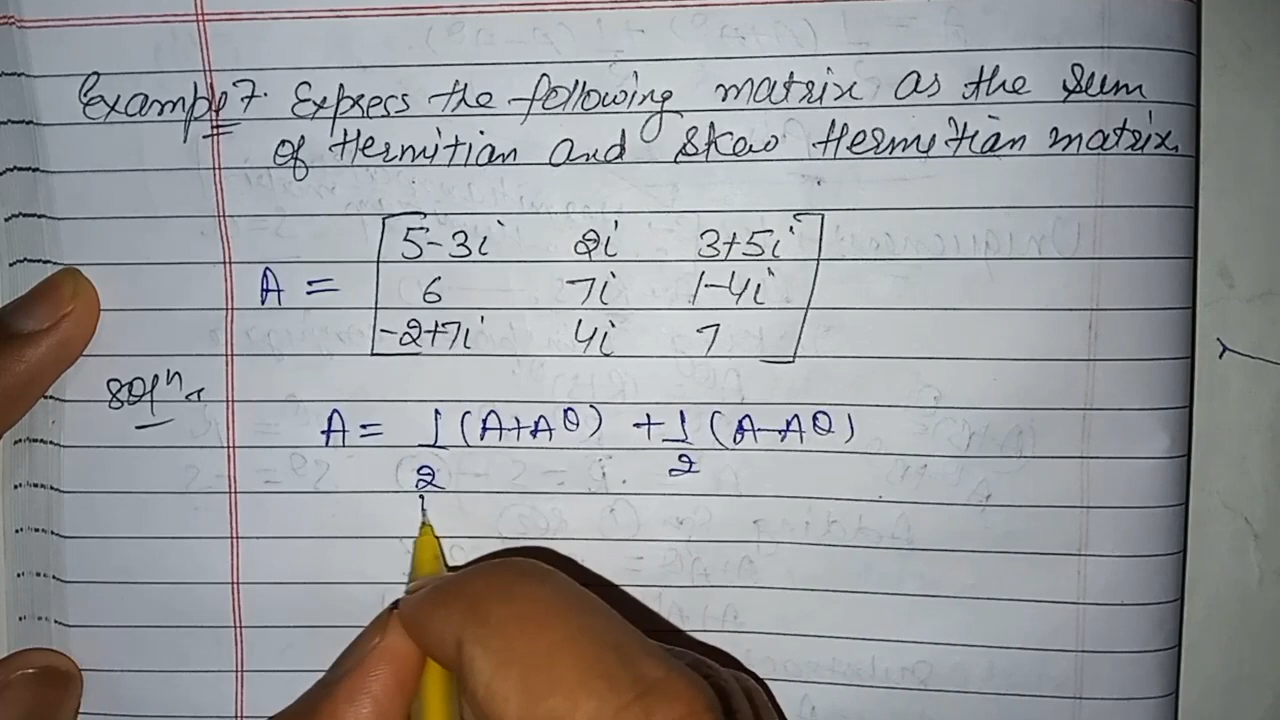 Example 7. Express the following matrix as the sum
of Hermitian and Skew Hermitian matrix.
5-3i 2i 3+5i
A = 6 7i 1-4i
-2+7i 4i 7
Solⁿ
A = 1/2 (A+Aθ) + 1/2 (A-Aθ)